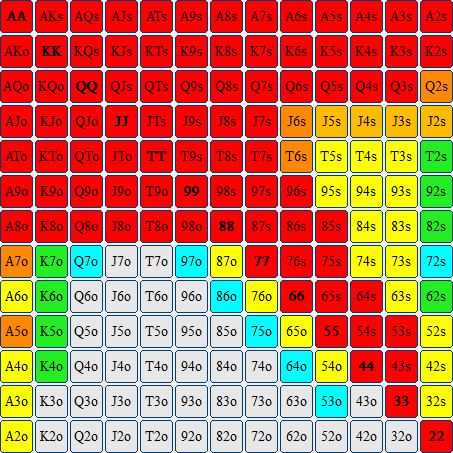 AA AKs AQs AJs ATs A9s A8s A7s A6s A5s A4s A3s A2s
AKo KK KQs KJs KTs K9s K8s K7s K6s K5s K4s K3s K2s
AQo KQo QQ QJs QTs Q9s Q8s Q7s Q6s Q5s Q4s Q3s Q2s
AJo KJo QJo JJ JTs J9s J8s J7s J6s J5s J4s J3s J2s
ATo KTo QTo JTo TT T9s T8s T7s T6s T5s T4s T3s T2s
A9o K9o Q9o J9o T9o 99 98s 97s 96s 95s 94s 93s 92s
A8o K8o Q8o J8o T8o 98o 88 87s 86s 85s 84s 83s 82s
A7o K7o Q7o J7o T7o 97o 87o 77 76s 75s 74s 73s 72s
A6o K6o Q6o J6o T6o 96o 86o 76o 66 65s 64s 63s 62s
A5o K5o Q5o J5o T5o 95o 85o 75o 65o 55 54s 53s 52s
A4o K4o Q4o J4o T4o 94o 84o 74o 64o 54o 44 43s 42s
A3o K3o Q3o J3o T3o 93o 83o 73o 63o 53o 43o 33 32s
A2o K2o Q2o J2o T2o 92o 82o 72o 62o 52o 42o 32o 22